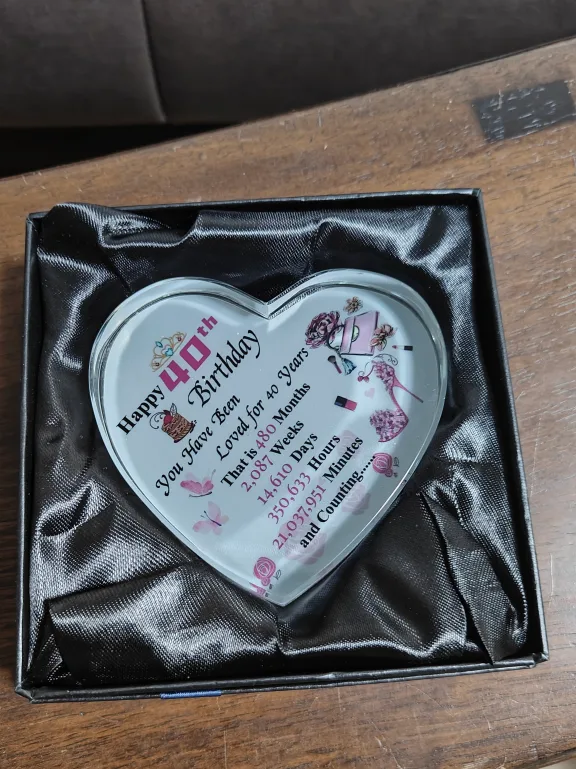 Happy 40th
Birthday
You Have Been
Loved for 40 Years
That is 480 Months
2,087 Weeks
14,610 Days
350,633 Hours
21,037,951 Minutes
and Counting.....